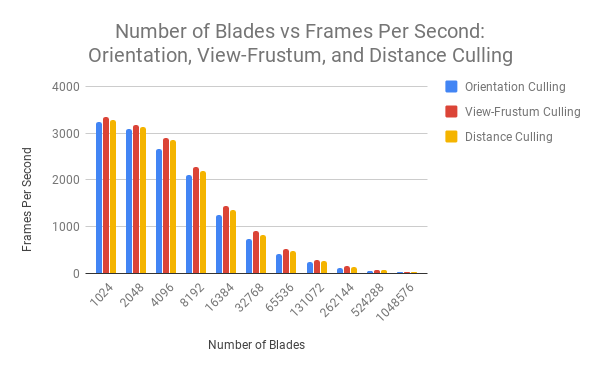 Number of Blades vs Frames Per Second:
Orientation, View-Frustum, and Distance Culling
4000
3000
2000
1000
0
Frames Per Second
Orientation Culling
View-Frustum Culling
Distance Culling
1024
2048
4096
8192
16384
32768
65536
131072
262144
524288
1048576
Number of Blades